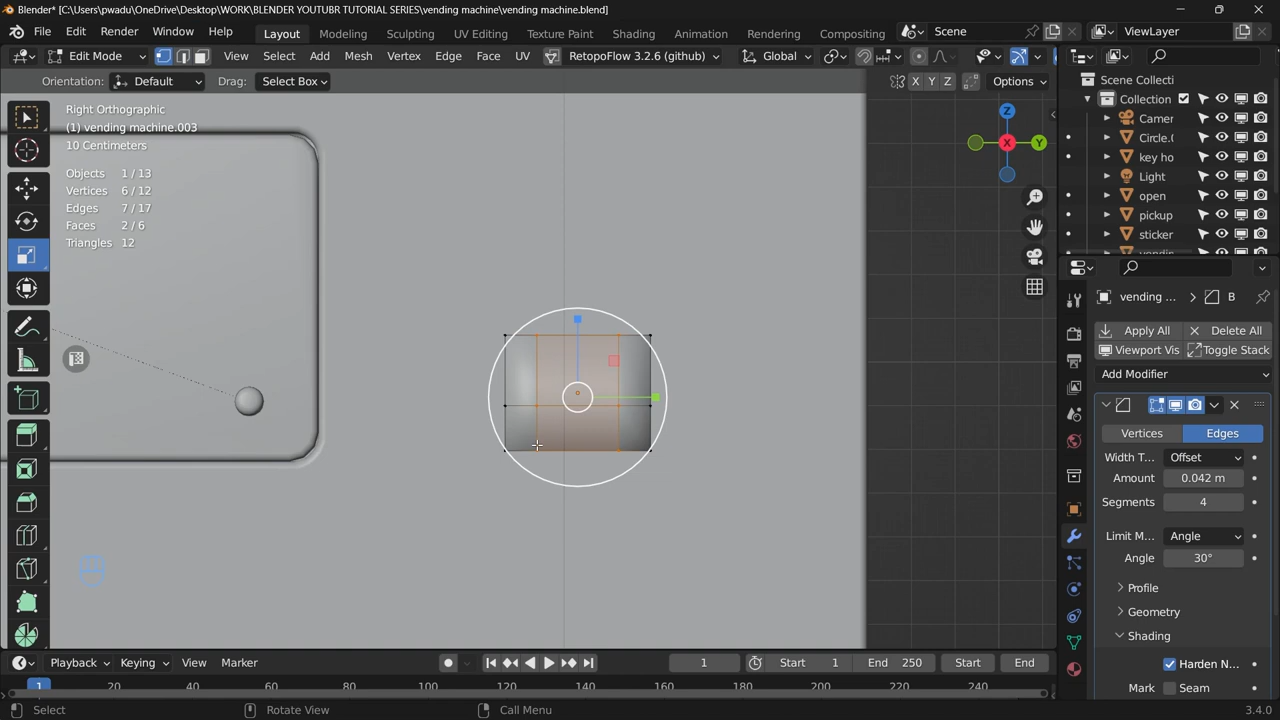 Blender* [C:\Users\pwadu\OneDrive\Desktop\WORK\BLENDER YOUTUBR TUTORIAL SERIES\vending machine\vending machine.blend]
File Edit Render Window Help Layout Modeling Sculpting UV Editing Texture Paint Shading Animation Rendering Compositing Scene ViewLayer
Edit Mode View Select Add Mesh Vertex Edge Face UV RetopoFlow 3.2.6 (github) Global
Orientation: Default Drag: Select Box X Y Z Options
Right Orthographic
(1) vending machine.003
10 Centimeters
Objects 1 / 13
Vertices 6 / 12
Edges 7 / 17
Faces 2 / 6
Triangles 12
Z
X
Y
Scene Collecti
Collection
Camer
Circle.(
key ho
Light
open
pickup
sticker
vending ... B
Apply All Delete All
Viewport Vis Toggle Stack
Add Modifier
Vertices Edges
Width T... Offset
Amount 0.042 m
Segments 4
Limit M... Angle
Angle 30°
Profile
Geometry
Shading
Harden N...
Mark Seam
Playback Keying View Marker 1 Start 1 End 250 Start End
1 20 40 60 80 100 120 140 160 180 200 220 240
Select Rotate View Call Menu 3.4.0